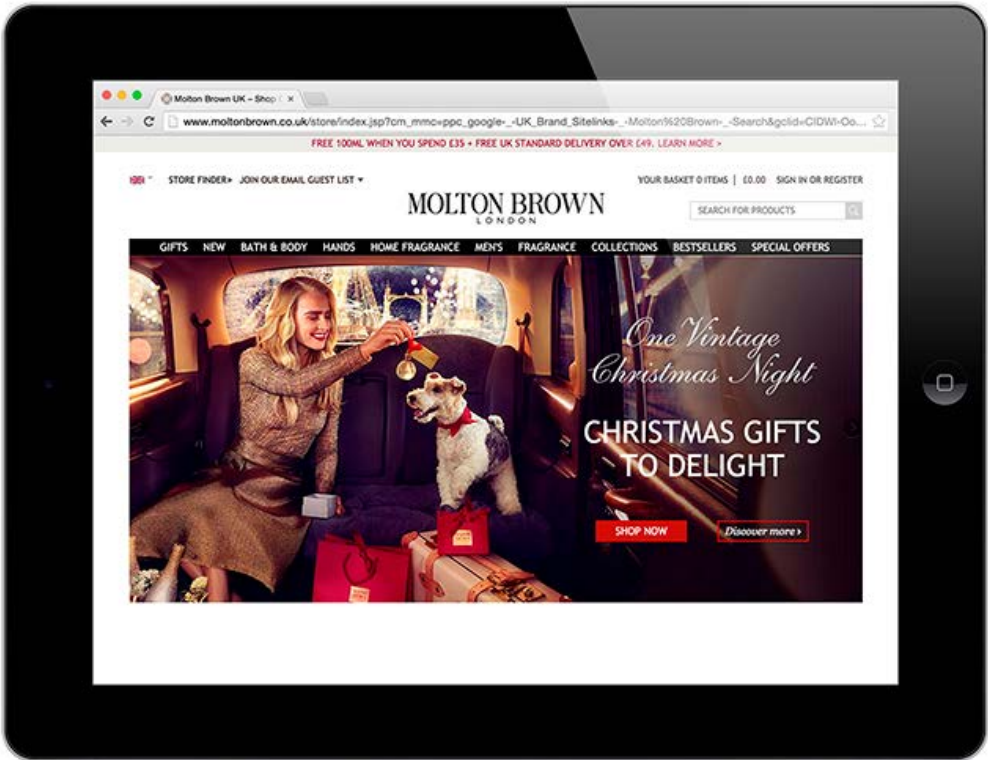 Molton Brown UK – Shop
www.moltonbrown.co.uk/store/index.jsp?cm_mmc=ppc_google-_-UK_Brand_Sitelinks-_-Molton%20Brown-_-Search&gclid=CIDWI-Oo...
FREE 100ML WHEN YOU SPEND £35 + FREE UK STANDARD DELIVERY OVER £49. LEARN MORE >
STORE FINDER» JOIN OUR EMAIL GUEST LIST
YOUR BASKET 0 ITEMS | £0.00 SIGN IN OR REGISTER
MOLTON BROWN
LONDON
SEARCH FOR PRODUCTS
GIFTS NEW BATH & BODY HANDS HOME FRAGRANCE MEN'S FRAGRANCE COLLECTIONS BESTSELLERS SPECIAL OFFERS
One Vintage
Christmas Night
CHRISTMAS GIFTS
TO DELIGHT
SHOP NOW
Discover more ›